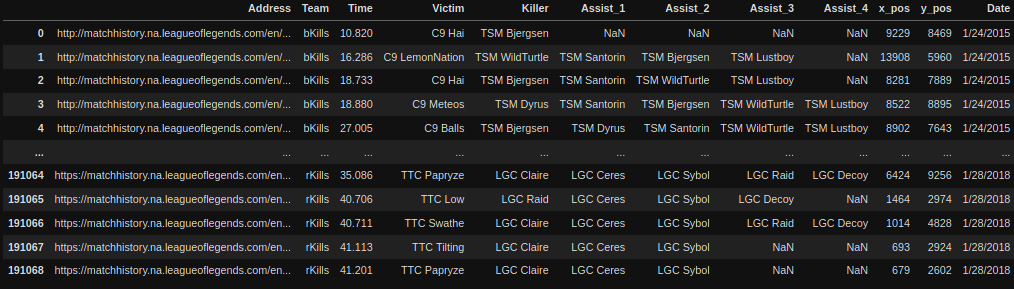 Address Team Time Victim Killer Assist_1 Assist_2 Assist_3 Assist_4 x_pos y_pos Date
0 http://matchhistory.na.leagueoflegends.com/en/... bKills 10.820 C9 Hai TSM Bjergsen NaN NaN NaN NaN 9229 8469 1/24/2015
1 http://matchhistory.na.leagueoflegends.com/en/... bKills 16.286 C9 LemonNation TSM WildTurtle TSM Santorin TSM Bjergsen TSM Lustboy NaN 13908 5960 1/24/2015
2 http://matchhistory.na.leagueoflegends.com/en/... bKills 18.733 C9 Hai TSM Bjergsen TSM Santorin TSM WildTurtle TSM Lustboy NaN 8281 7889 1/24/2015
3 http://matchhistory.na.leagueoflegends.com/en/... bKills 18.880 C9 Meteos TSM Dyrus TSM Santorin TSM Bjergsen TSM WildTurtle TSM Lustboy 8522 8895 1/24/2015
4 http://matchhistory.na.leagueoflegends.com/en/... bKills 27.005 C9 Balls TSM Bjergsen TSM Dyrus TSM Santorin TSM WildTurtle TSM Lustboy 8902 7643 1/24/2015
... ... ... ... ... ... ... ... ... ... ... ... ...
191064 https://matchhistory.na.leagueoflegends.com/en... rKills 35.086 TTC Papryze LGC Claire LGC Ceres LGC Sybol LGC Raid LGC Decoy 6424 9256 1/28/2018
191065 https://matchhistory.na.leagueoflegends.com/en... rKills 40.706 TTC Low LGC Raid LGC Ceres LGC Sybol LGC Decoy NaN 1464 2974 1/28/2018
191066 https://matchhistory.na.leagueoflegends.com/en... rKills 40.711 TTC Swathe LGC Claire LGC Ceres LGC Sybol LGC Raid LGC Decoy 1014 4828 1/28/2018
191067 https://matchhistory.na.leagueoflegends.com/en... rKills 41.113 TTC Tilting LGC Claire LGC Ceres LGC Sybol NaN NaN 693 2924 1/28/2018
191068 https://matchhistory.na.leagueoflegends.com/en... rKills 41.201 TTC Papryze LGC Claire LGC Ceres LGC Sybol NaN NaN 679 2602 1/28/2018